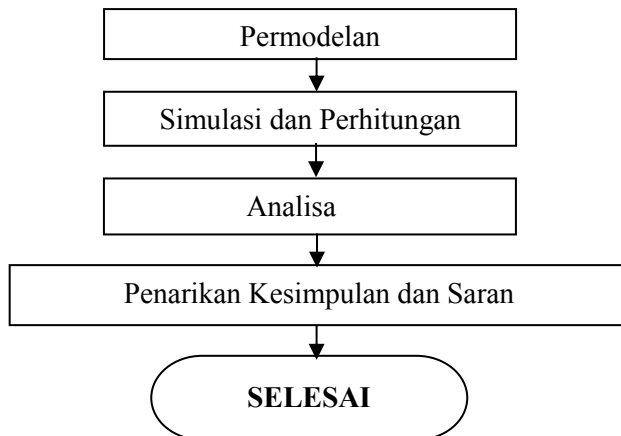 Permodelan
Simulasi dan Perhitungan
Analisa
Penarikan Kesimpulan dan Saran
SELESAI